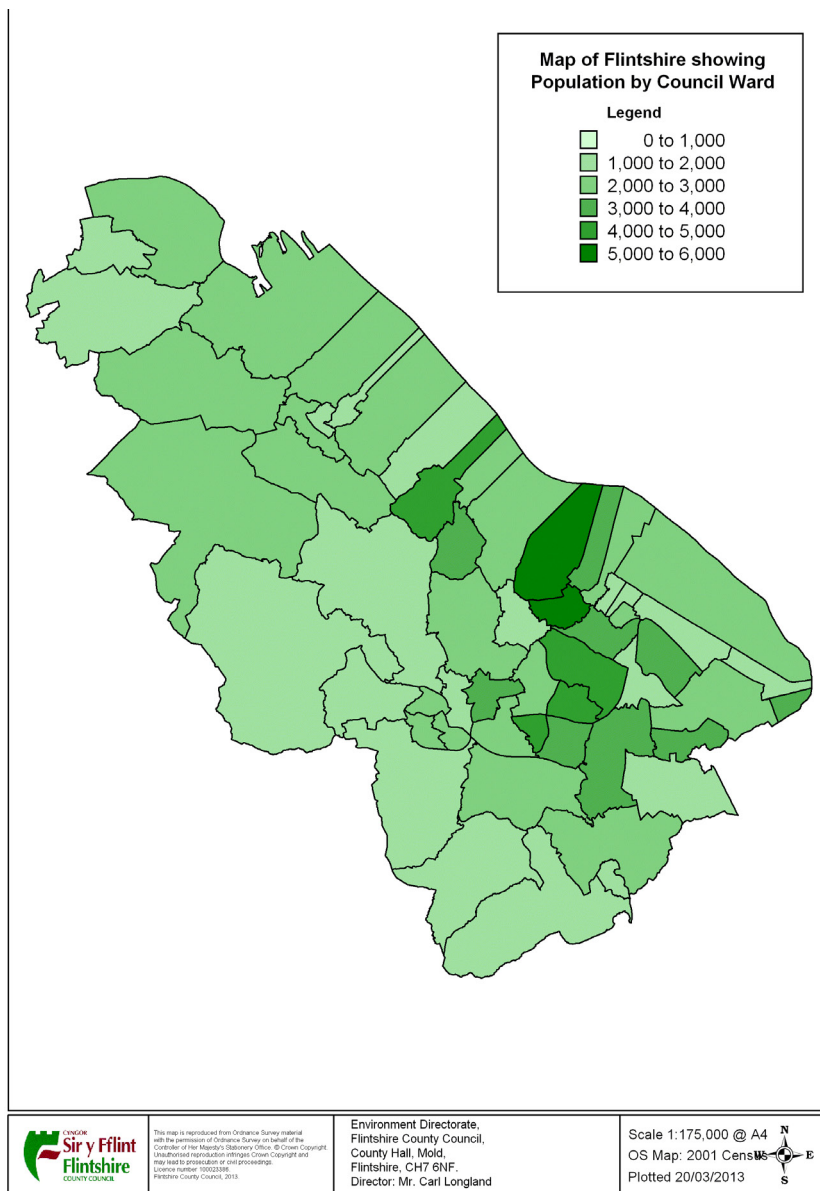 Map of Flintshire showing
Population by Council Ward
Legend
0 to 1,000
1,000 to 2,000
2,000 to 3,000
3,000 to 4,000
4,000 to 5,000
5,000 to 6,000
CYNGOR
Sir y Fflint
Flintshire
COUNTY COUNCIL
This map is reproduced from Ordnance Survey material
with the permission of Ordnance Survey on behalf of the
Controller of Her Majesty's Stationery Office. © Crown Copyright.
Unauthorised reproduction infringes Crown Copyright and
may lead to prosecution or civil proceedings.
Licence number 100023386.
Flintshire County Council, 2013.
Environment Directorate,
Flintshire County Council,
County Hall, Mold,
Flintshire, CH7 6NF.
Director: Mr. Carl Longland
Scale 1:175,000 @ A4
OS Map: 2001 Census
Plotted 20/03/2013
N
W
E
S